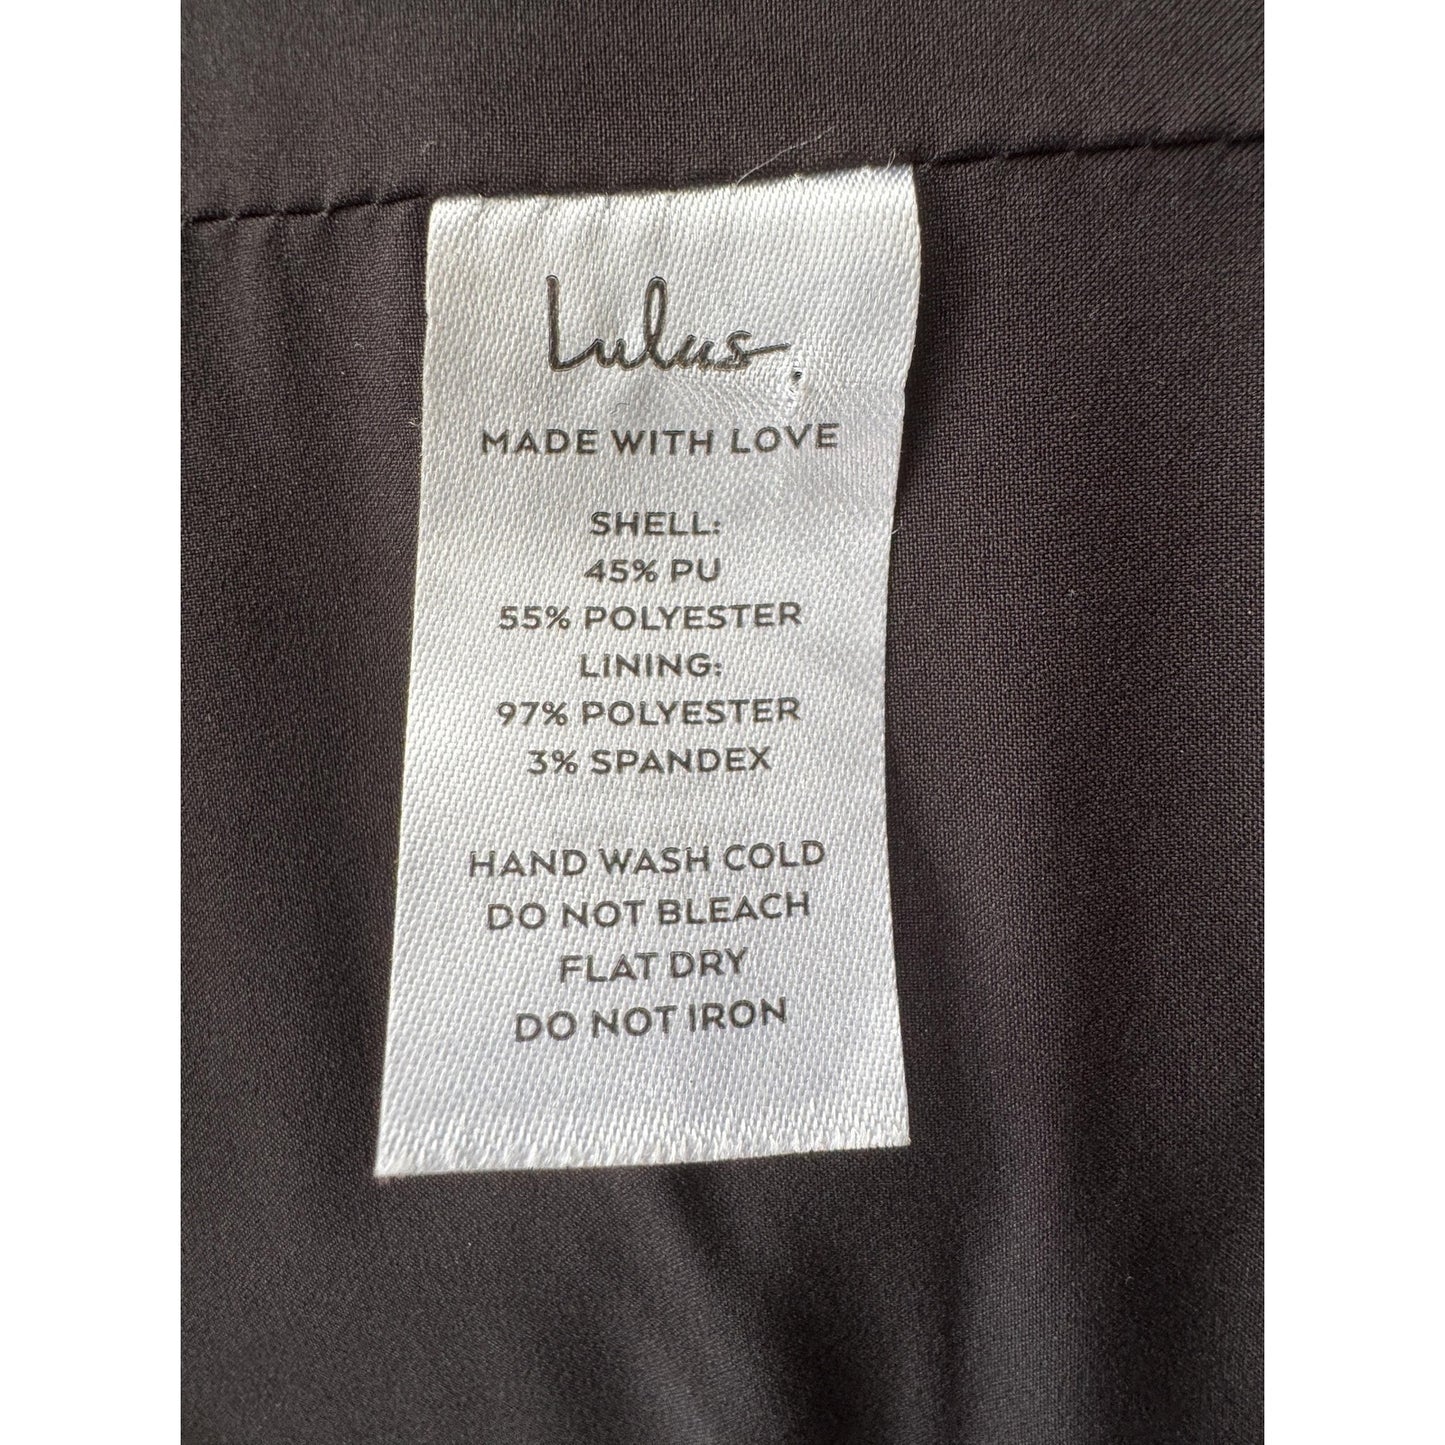 Lulus
MADE WITH LOVE
SHELL:
45% PU
55% POLYESTER
LINING:
97% POLYESTER
3% SPANDEX
HAND WASH COLD
DO NOT BLEACH
FLAT DRY
DO NOT IRON